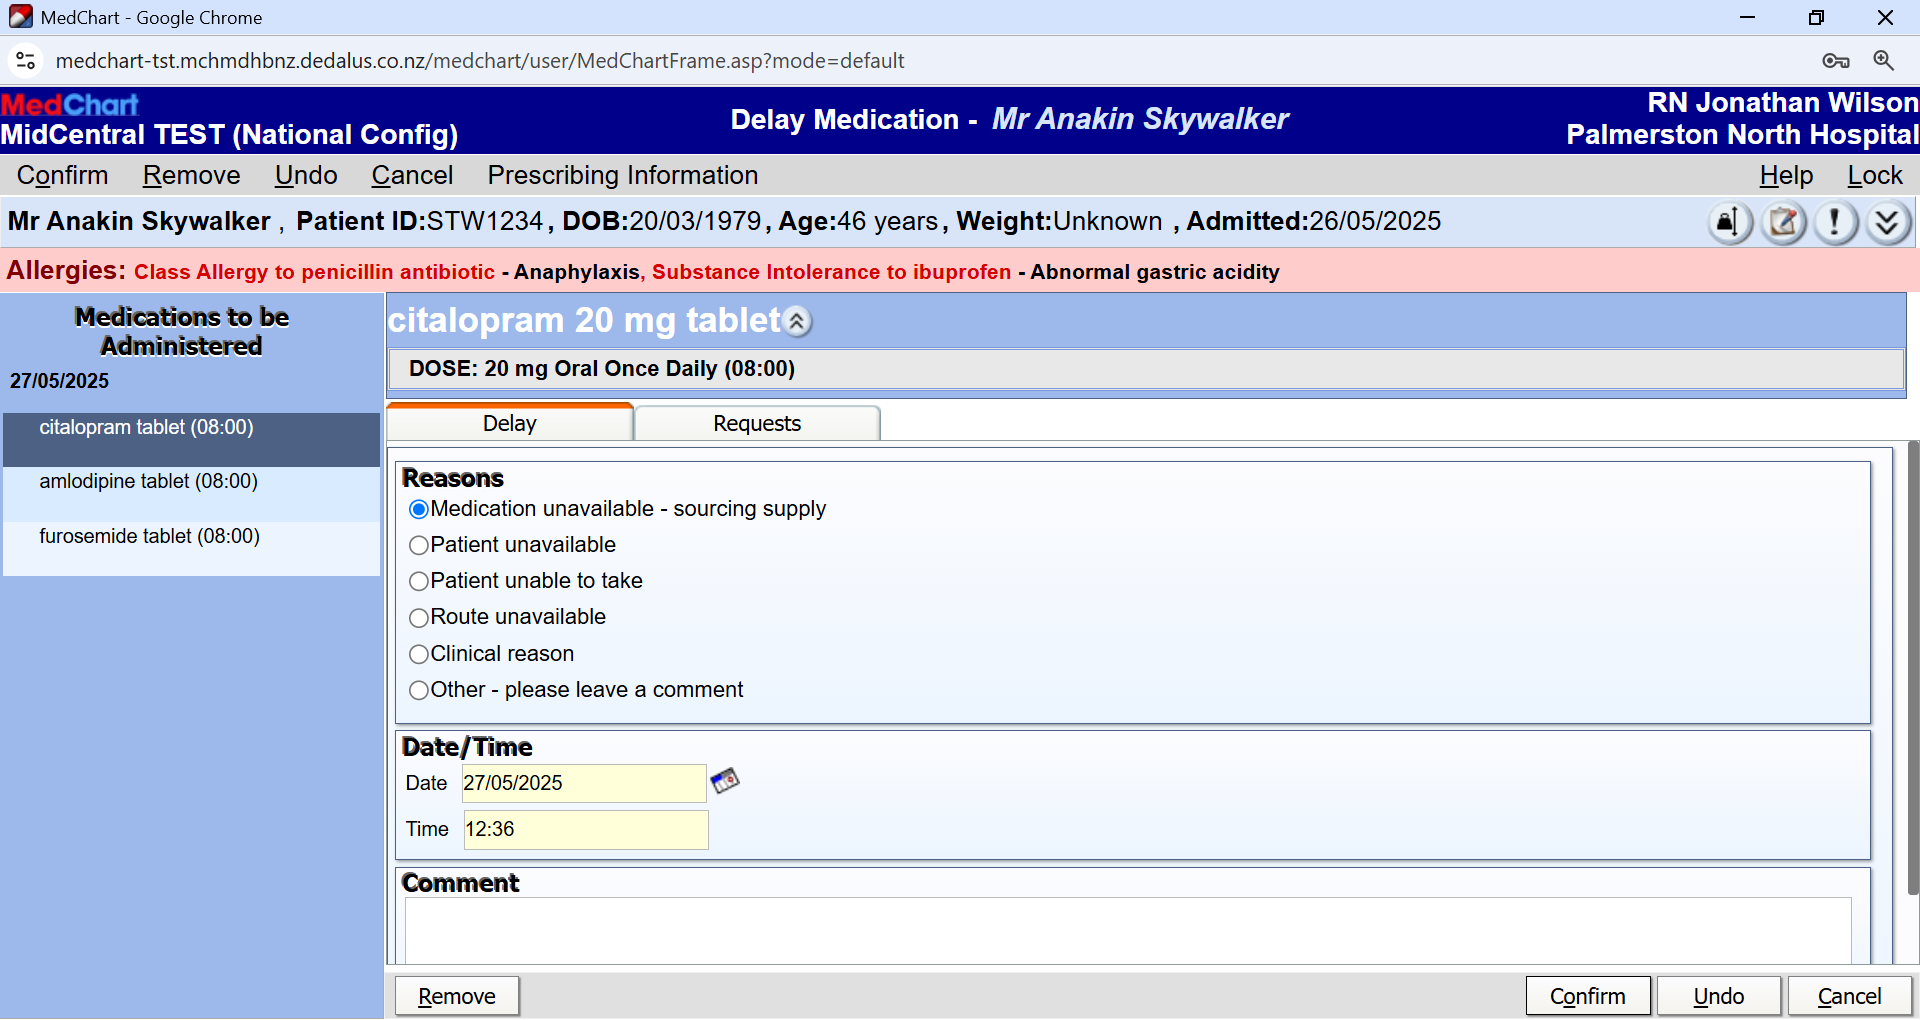 MedChart - Google Chrome
medchart-tst.mchmdhbnz.dedalus.co.nz/medchart/user/MedChartFrame.asp?mode=default
MedChart
MidCentral TEST (National Config)
Delay Medication - Mr Anakin Skywalker
RN Jonathan Wilson
Palmerston North Hospital
Confirm Remove Undo Cancel Prescribing Information Help Lock
Mr Anakin Skywalker , Patient ID:STW1234, DOB:20/03/1979, Age:46 years, Weight:Unknown , Admitted:26/05/2025
Allergies: Class Allergy to penicillin antibiotic - Anaphylaxis, Substance Intolerance to ibuprofen - Abnormal gastric acidity
Medications to be
Administered
27/05/2025
citalopram tablet (08:00)
amlodipine tablet (08:00)
furosemide tablet (08:00)
citalopram 20 mg tablet
DOSE: 20 mg Oral Once Daily (08:00)
Delay Requests
Reasons
Medication unavailable - sourcing supply
Patient unavailable
Patient unable to take
Route unavailable
Clinical reason
Other - please leave a comment
Date/Time
Date 27/05/2025
Time 12:36
Comment
Remove Confirm Undo Cancel